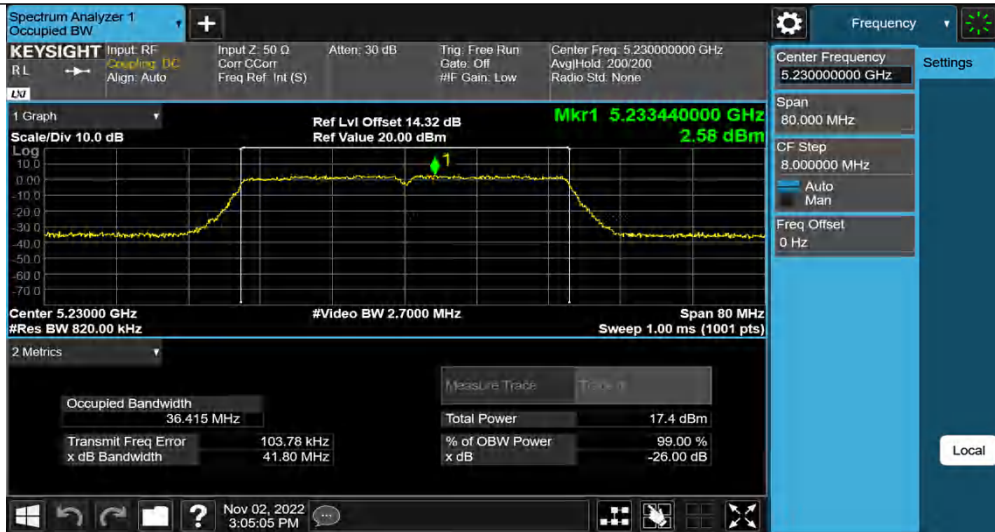 Spectrum Analyzer 1
Occupied BW
+
Frequency
KEYSIGHT
RL
LXI
Input: RF
Coupling: DC
Align: Auto
Input Z: 50 Ω
Corr CCorr
Freq Ref: Int (S)
Atten: 30 dB
Trig: Free Run
Gate: Off
#IF Gain: Low
Center Freq: 5.230000000 GHz
Avg|Hold: 200/200
Radio Std: None
Center Frequency
5.230000000 GHz
Settings
Span
80.000 MHz
CF Step
8.000000 MHz
Auto
Man
Freq Offset
0 Hz
Local
1 Graph
Scale/Div 10.0 dB
Ref Lvl Offset 14.32 dB
Ref Value 20.00 dBm
Mkr1 5.233440000 GHz
2.58 dBm
Log
10.0
0.00
-10.0
-20.0
-30.0
-40.0
-50.0
-60.0
-70.0
1
Center 5.23000 GHz
#Res BW 820.00 kHz
#Video BW 2.7000 MHz
Span 80 MHz
Sweep 1.00 ms (1001 pts)
2 Metrics
Measure Trace
Occupied Bandwidth
36.415 MHz
Total Power 17.4 dBm
Transmit Freq Error 103.78 kHz
% of OBW Power 99.00 %
x dB Bandwidth 41.80 MHz
x dB -26.00 dB
?
Nov 02, 2022
3:05:05 PM